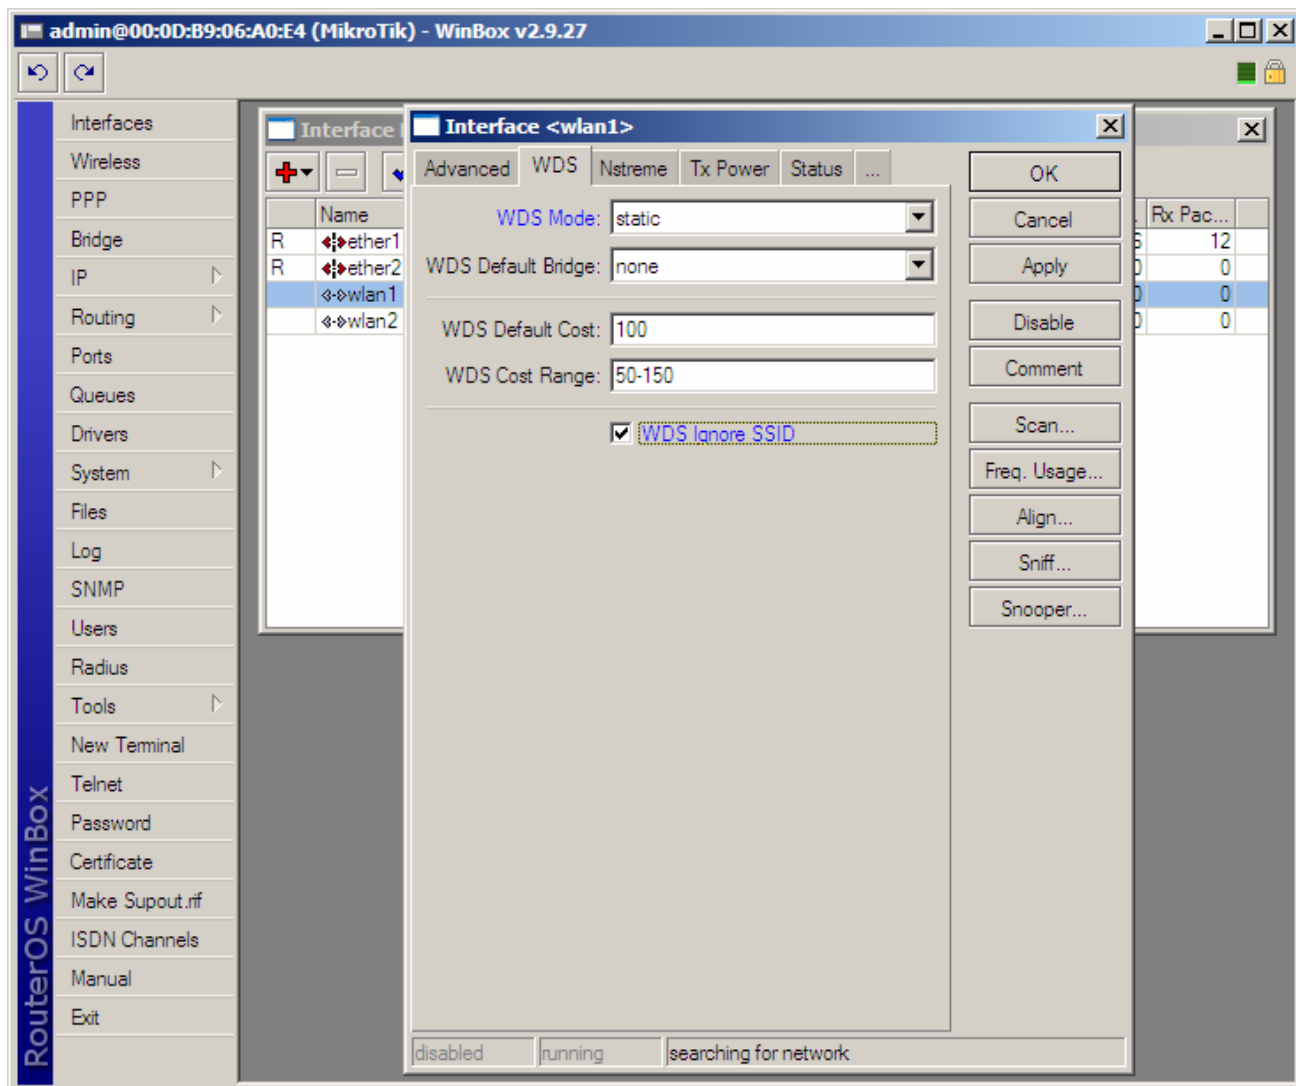 admin@00:0D:B9:06:A0:E4 (MikroTik) - WinBox v2.9.27
Interfaces
Wireless
PPP
Bridge
IP
Routing
Ports
Queues
Drivers
System
Files
Log
SNMP
Users
Radius
Tools
New Terminal
Telnet
Password
Certificate
Make Supout.rif
ISDN Channels
Manual
Exit
RouterOS WinBox
Interface
Name
Rx Pac...
R ether1 6 12
R ether2 0 0
wlan1 0 0
wlan2 0 0
Interface <wlan1>
Advanced WDS Nstreme Tx Power Status ...
WDS Mode: static
WDS Default Bridge: none
WDS Default Cost: 100
WDS Cost Range: 50-150
WDS Ignore SSID
OK
Cancel
Apply
Disable
Comment
Scan...
Freq. Usage...
Align...
Sniff...
Snooper...
disabled running searching for network